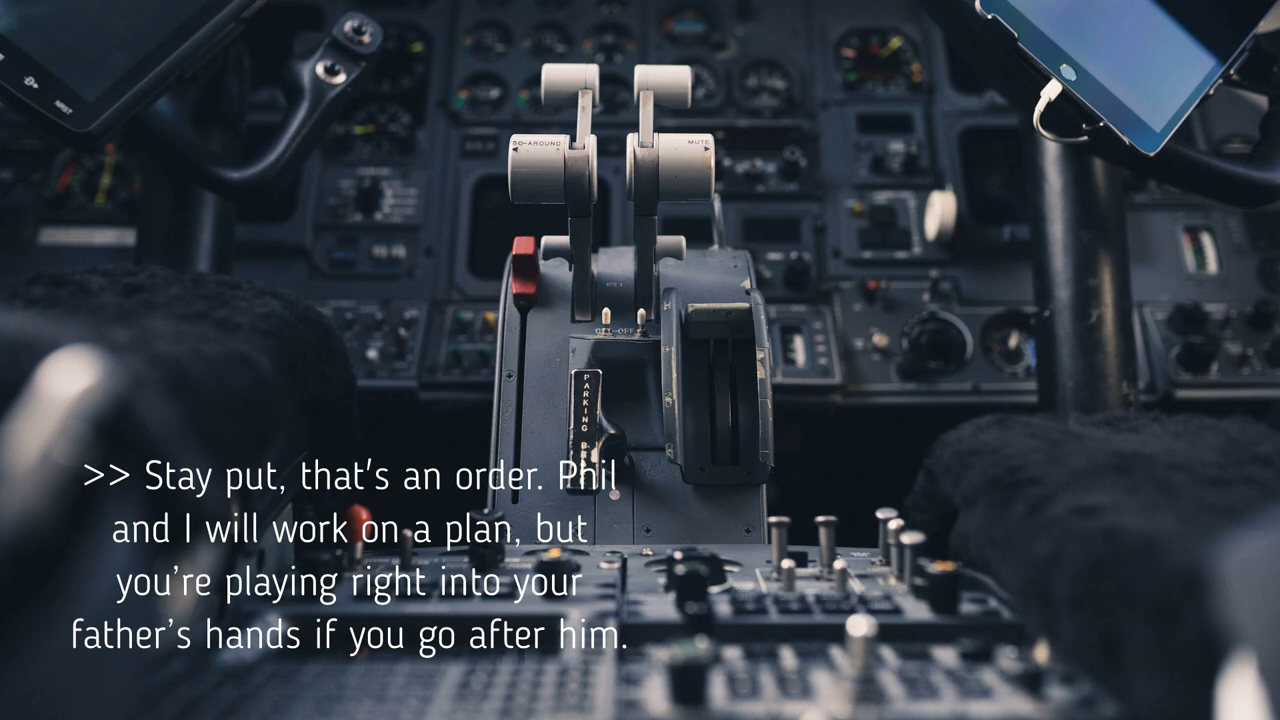 GO-AROUND
MUTE
PARKING
>> Stay put, that's an order. Phil
and I will work on a plan, but
you’re playing right into your
father’s hands if you go after him.